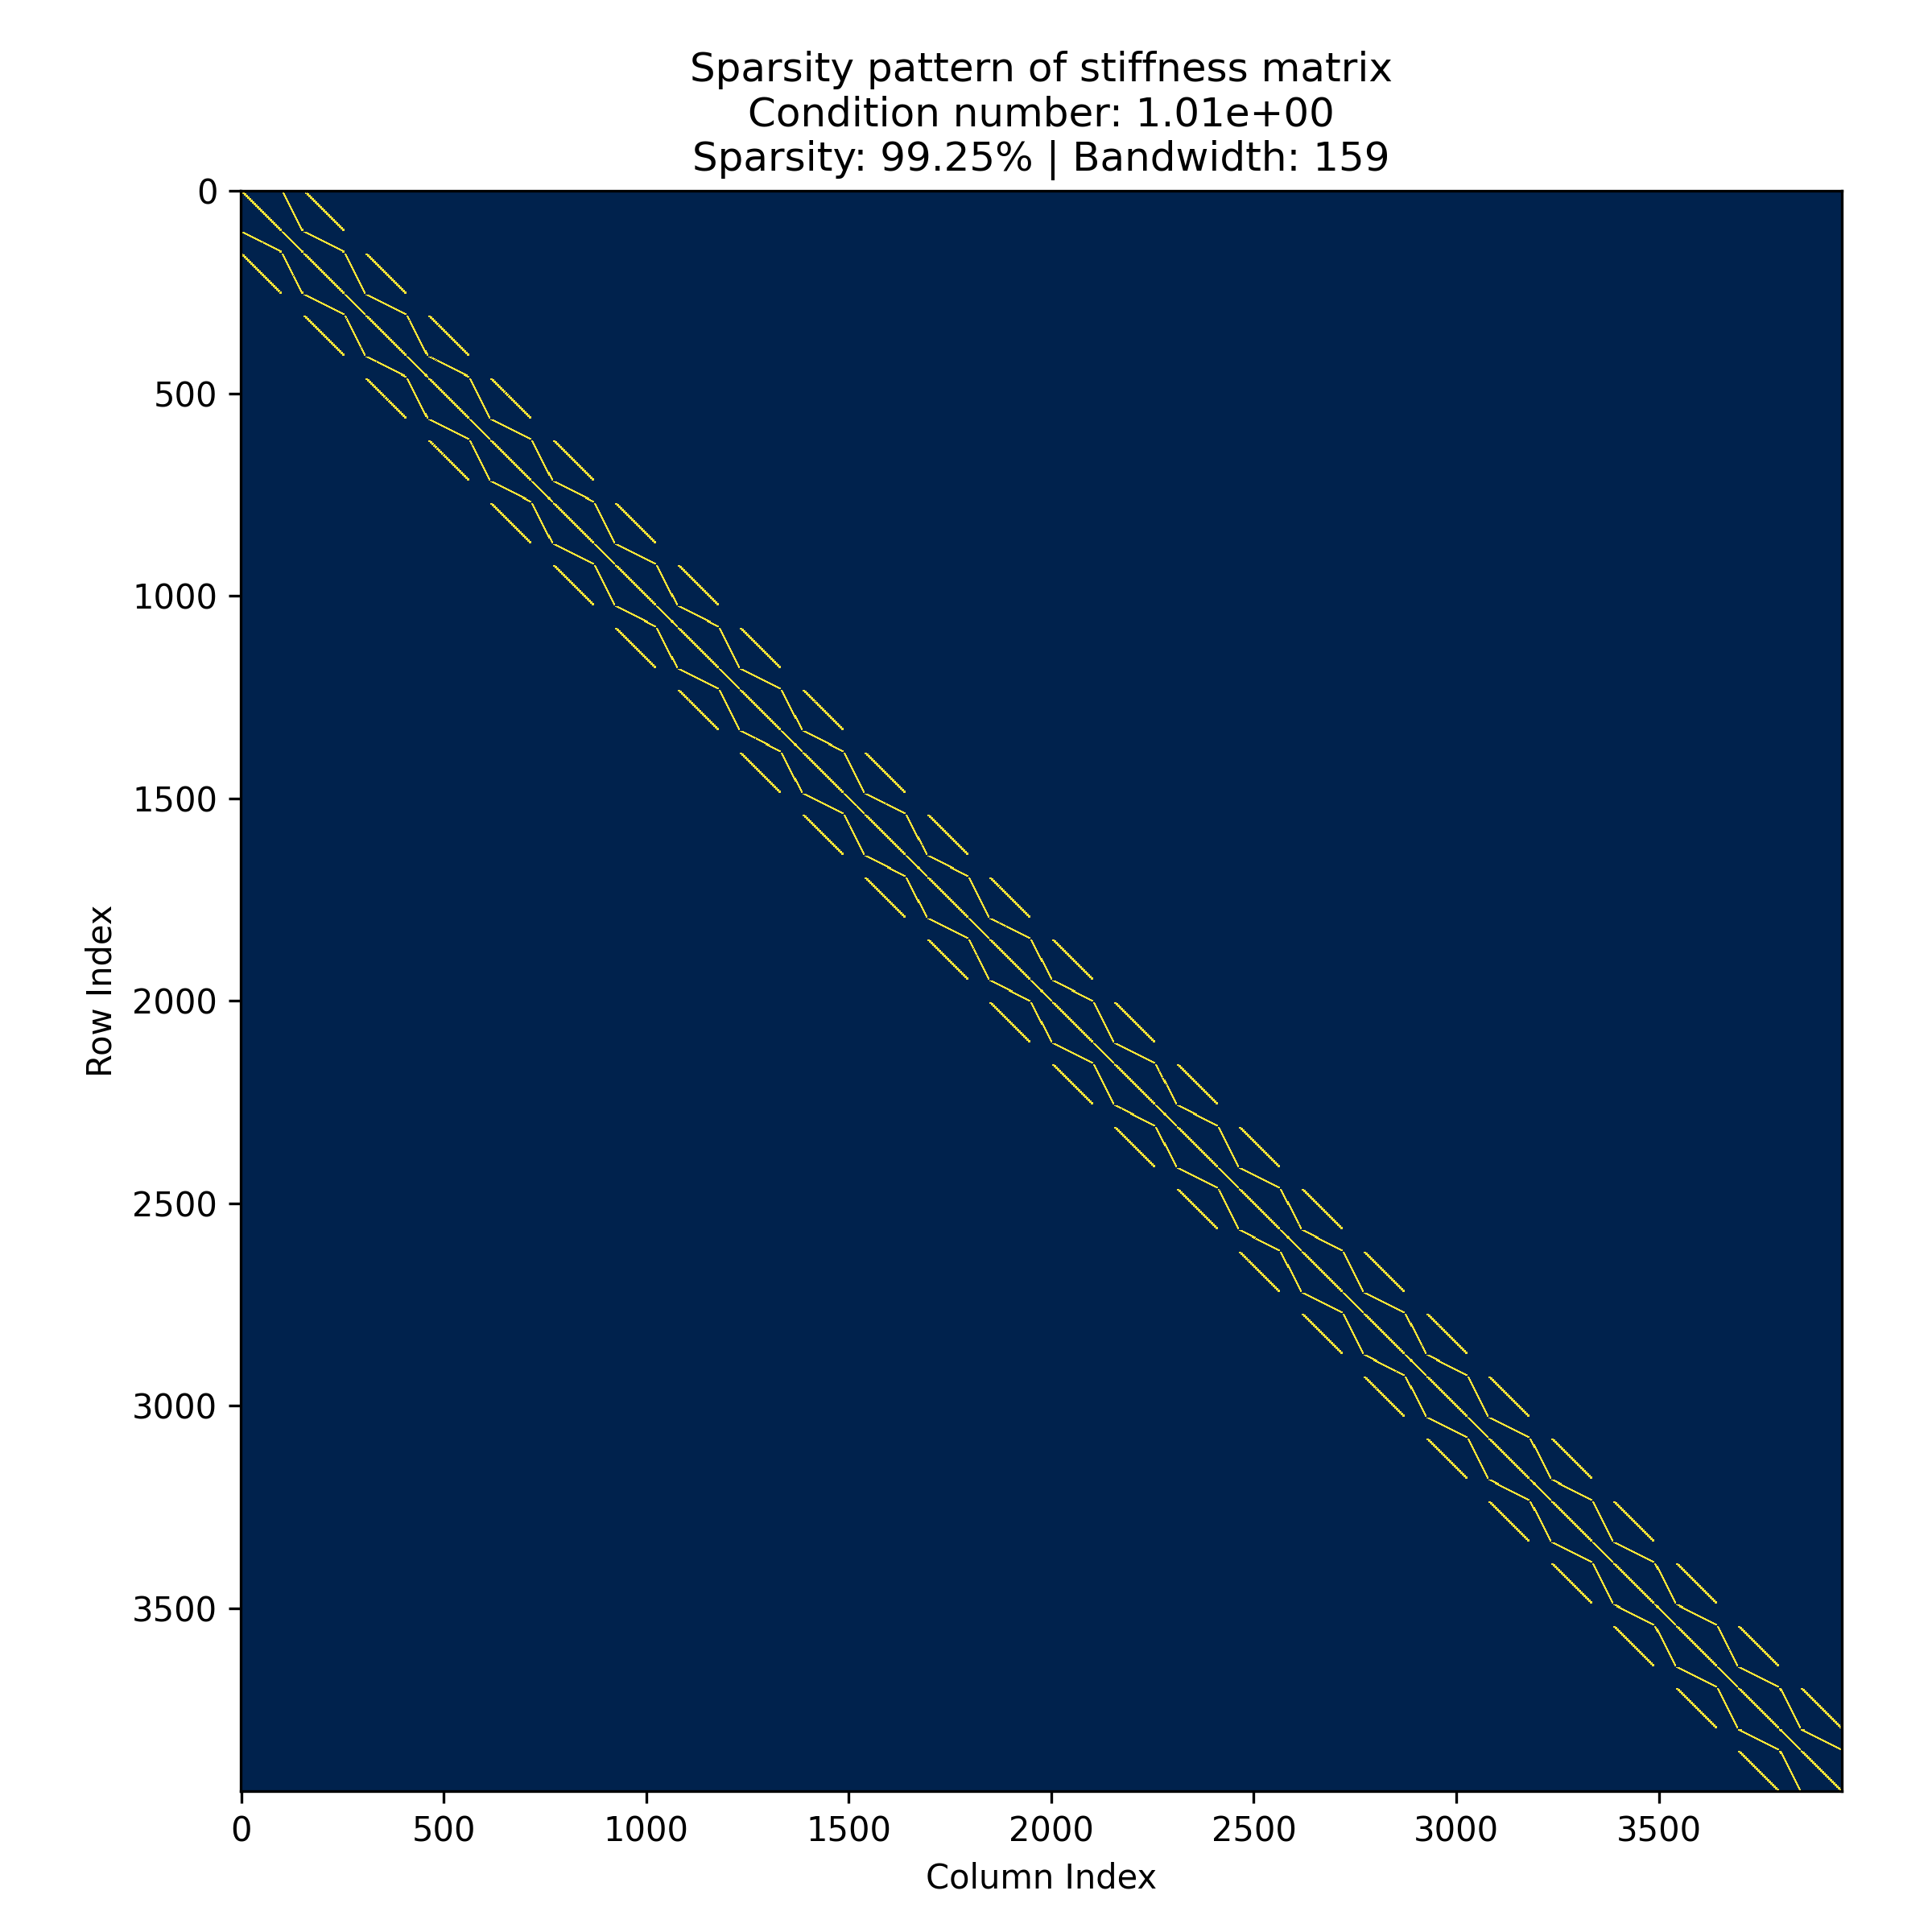 Sparsity pattern of stiffness matrix
Condition number: 1.01e+00
Sparsity: 99.25% | Bandwidth: 159
0
500
1000
1500
2000
2500
3000
3500
Row Index
0 500 1000 1500 2000 2500 3000 3500
Column Index